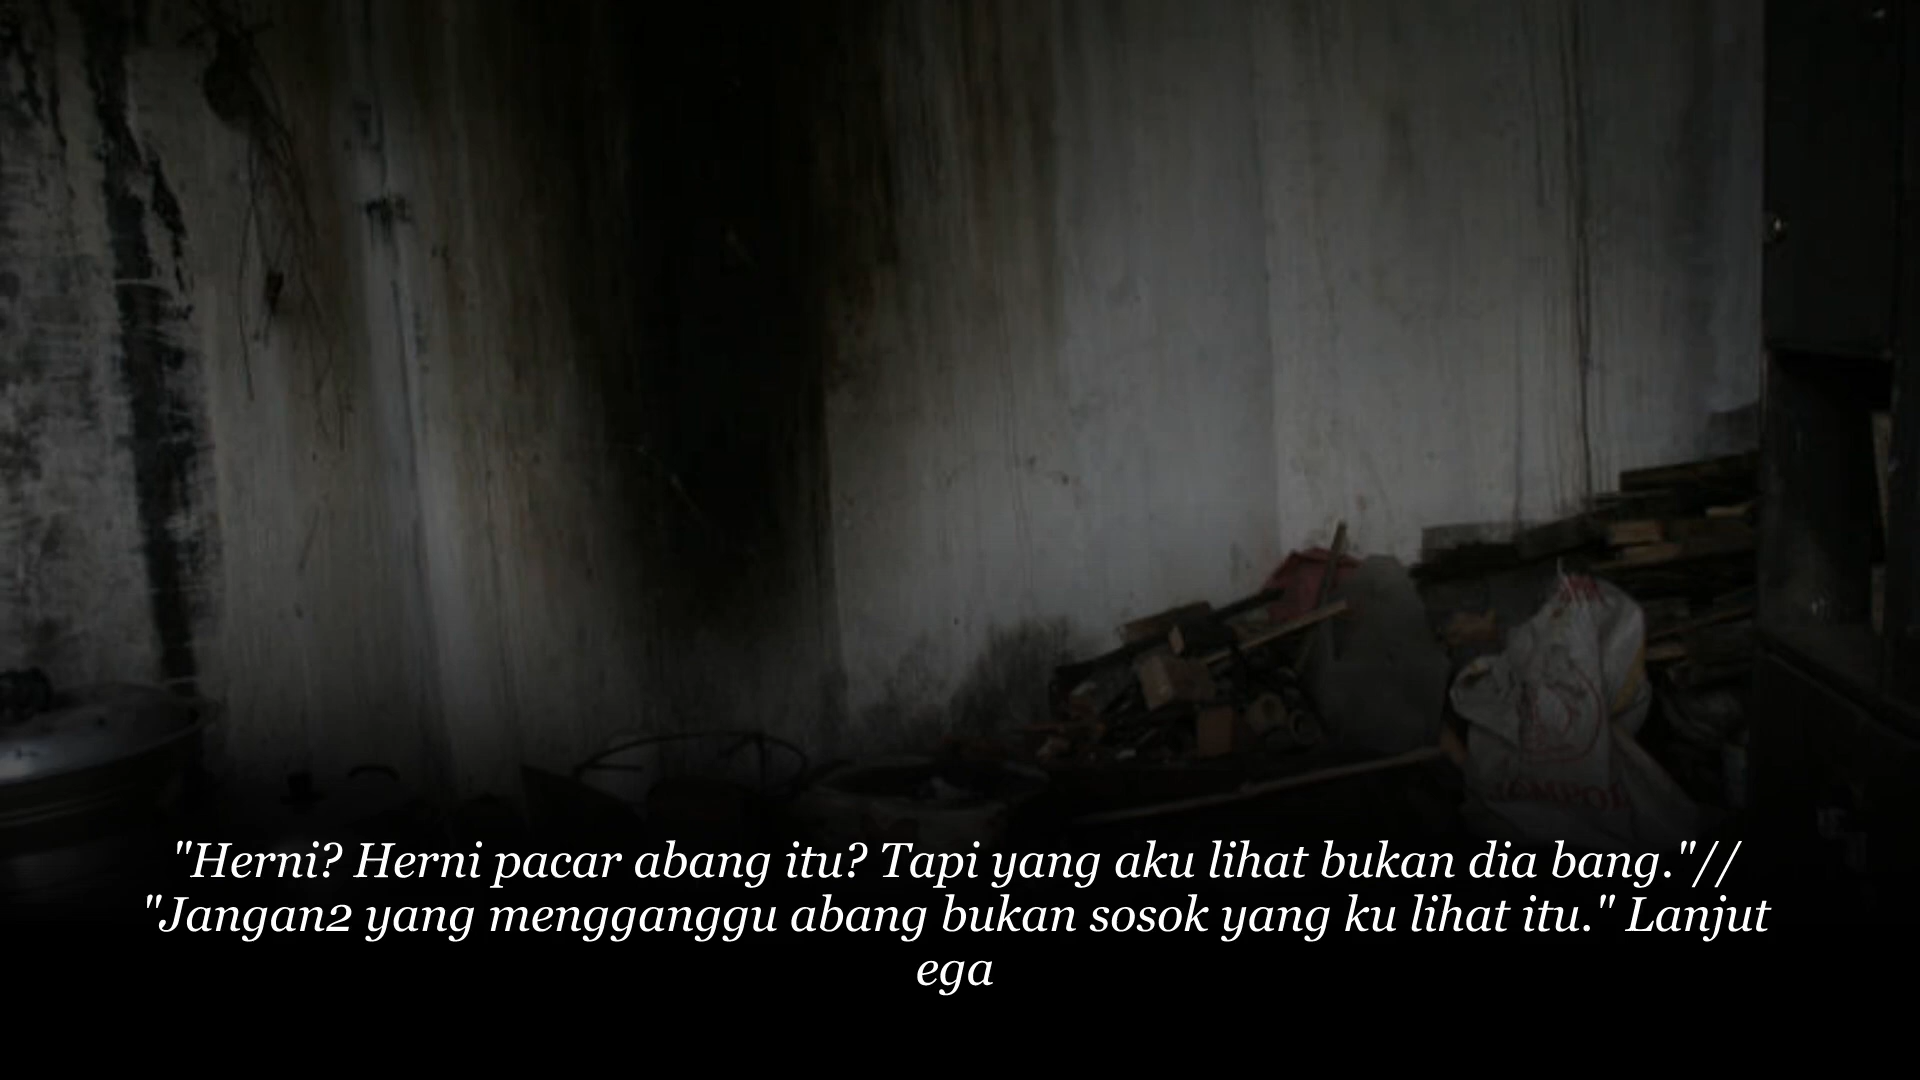 "Herni? Herni pacar abang itu? Tapi yang aku lihat bukan dia bang."//
"Jangan2 yang mengganggu abang bukan sosok yang ku lihat itu." Lanjut
ega